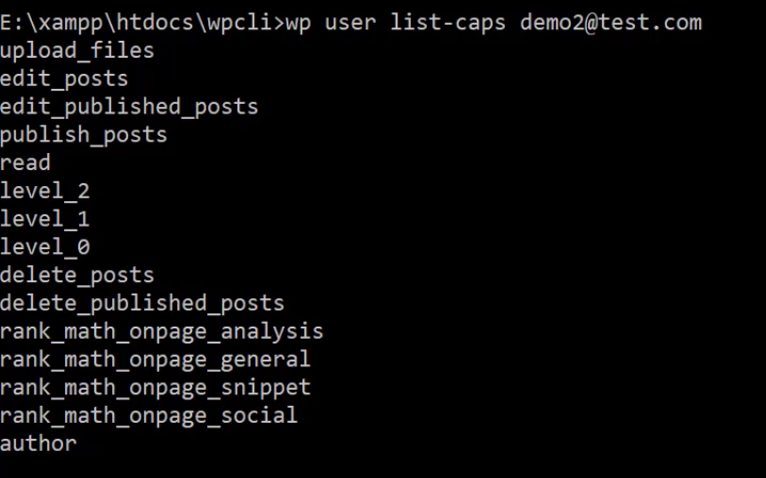 E:\xampp\htdocs\wpcli>wp user list-caps demo2@test.com
upload_files
edit_posts
edit_published_posts
publish_posts
read
level_2
level_1
level_0
delete_posts
delete_published_posts
rank_math_onpage_analysis
rank_math_onpage_general
rank_math_onpage_snippet
rank_math_onpage_social
author